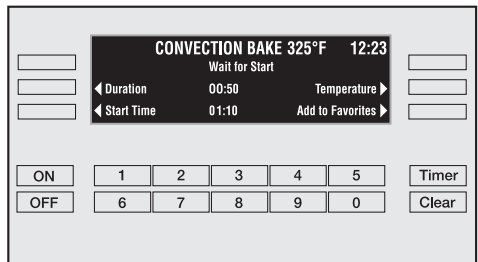 CONVECTION BAKE 325°F 12:23
Wait for Start
Duration 00:50 Temperature
Start Time 01:10 Add to Favorites
ON 1 2 3 4 5 Timer
OFF 6 7 8 9 0 Clear